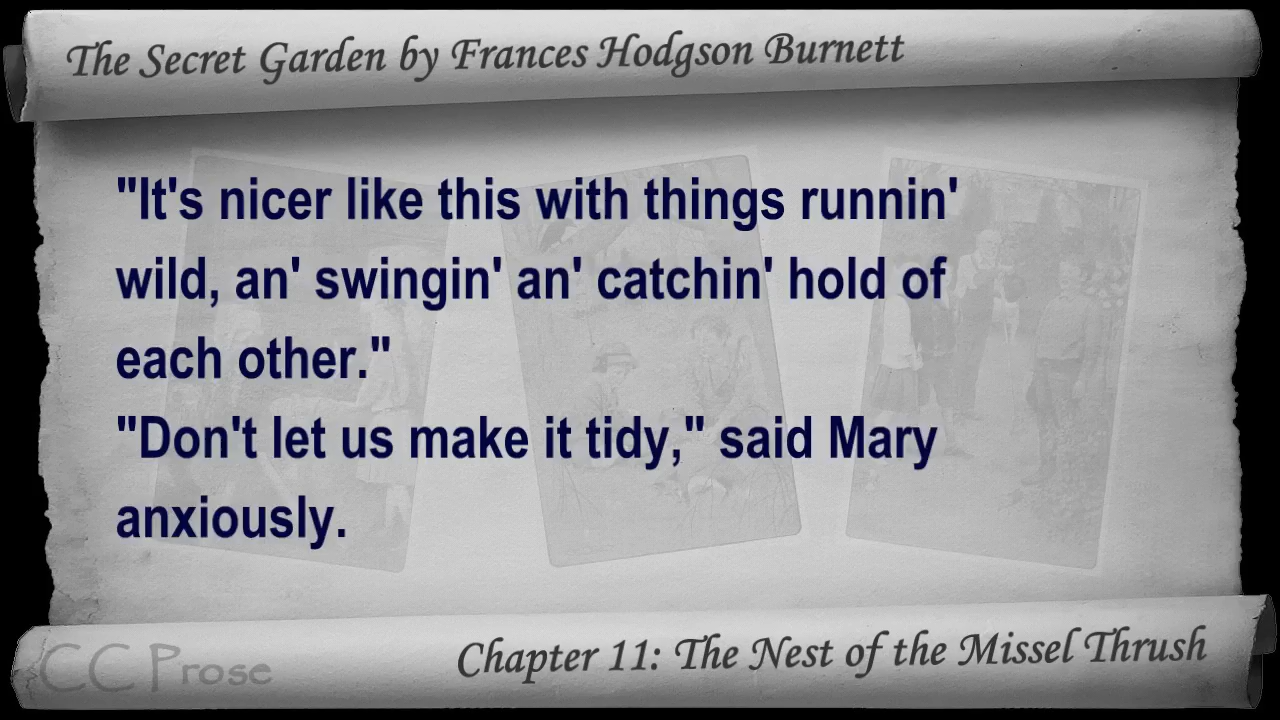 The Secret Garden by Frances Hodgson Burnett
"It's nicer like this with things runnin'
wild, an' swingin' an' catchin' hold of
each other."
"Don't let us make it tidy," said Mary
anxiously.
CC Prose
Chapter 11: The Nest of the Missel Thrush